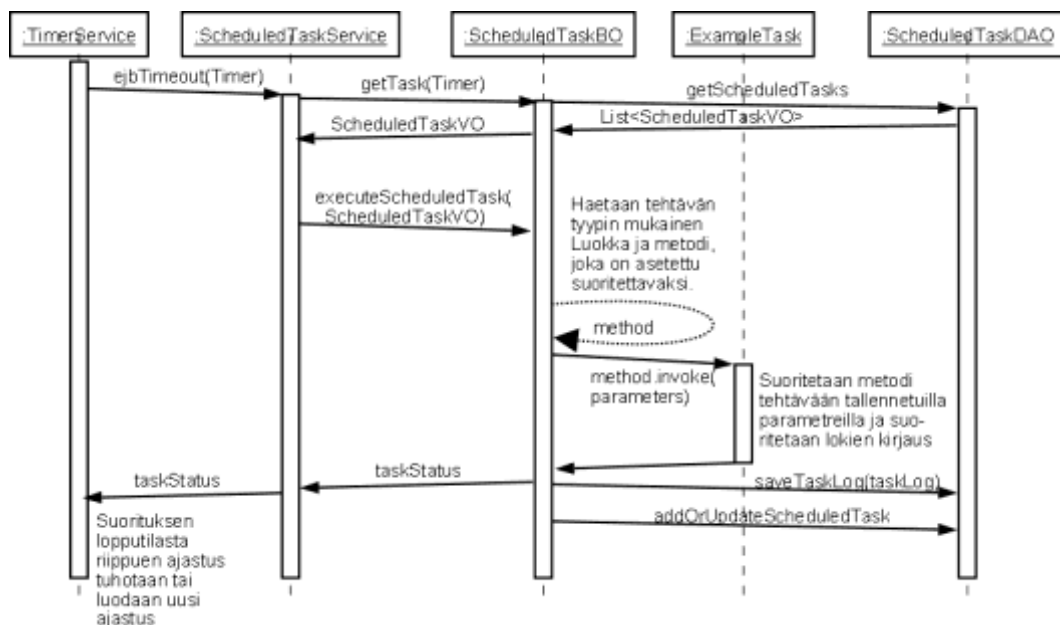 :TimerService
:ScheduledTaskService
:ScheduledTaskBO
:ExampleTask
:ScheduledTaskDAO
ejbTimeout(Timer)
getTask(Timer)
getScheduledTasks
List<ScheduledTaskVO>
ScheduledTaskVO
executeScheduledTask(
ScheduledTaskVO)
Haetaan tehtävän
tyypin mukainen
Luokka ja metodi,
joka on asetettu
suoritettavaksi.
method
method.invoke(
parameters)
Suoritetaan metodi
tehtävään tallennetuilla
parametreilla ja suo-
ritetaan lokien kirjaus
taskStatus
taskStatus
saveTaskLog(taskLog)
addOrUpdateScheduledTask
Suorituksen
lopputilasta
riippuen ajastus
tuhotaan tai
luodaan uusi
ajastus